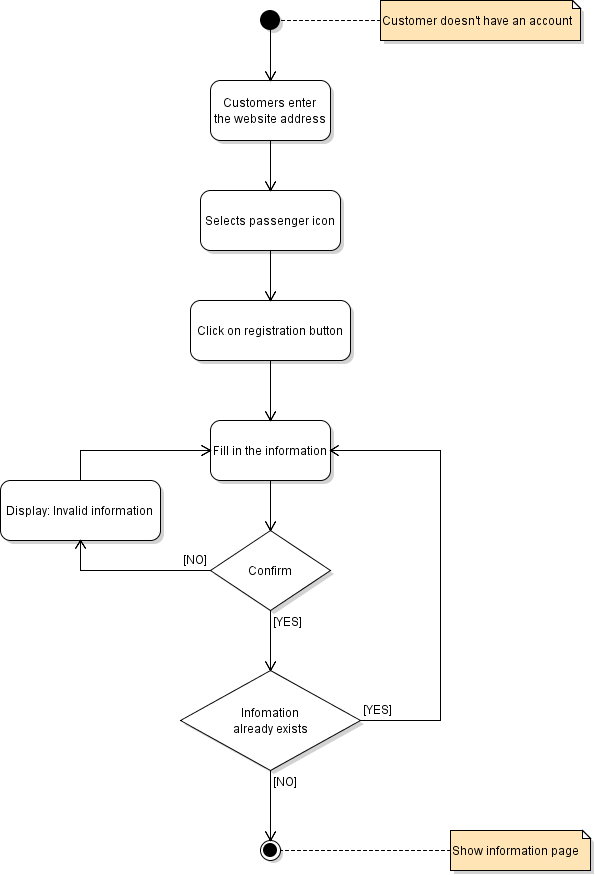 Customer doesn't have an account
Customers enter
the website address
Selects passenger icon
Click on registration button
Fill in the information
Display: Invalid information
[NO]
Confirm
[YES]
Infomation
already exists
[YES]
[NO]
Show information page